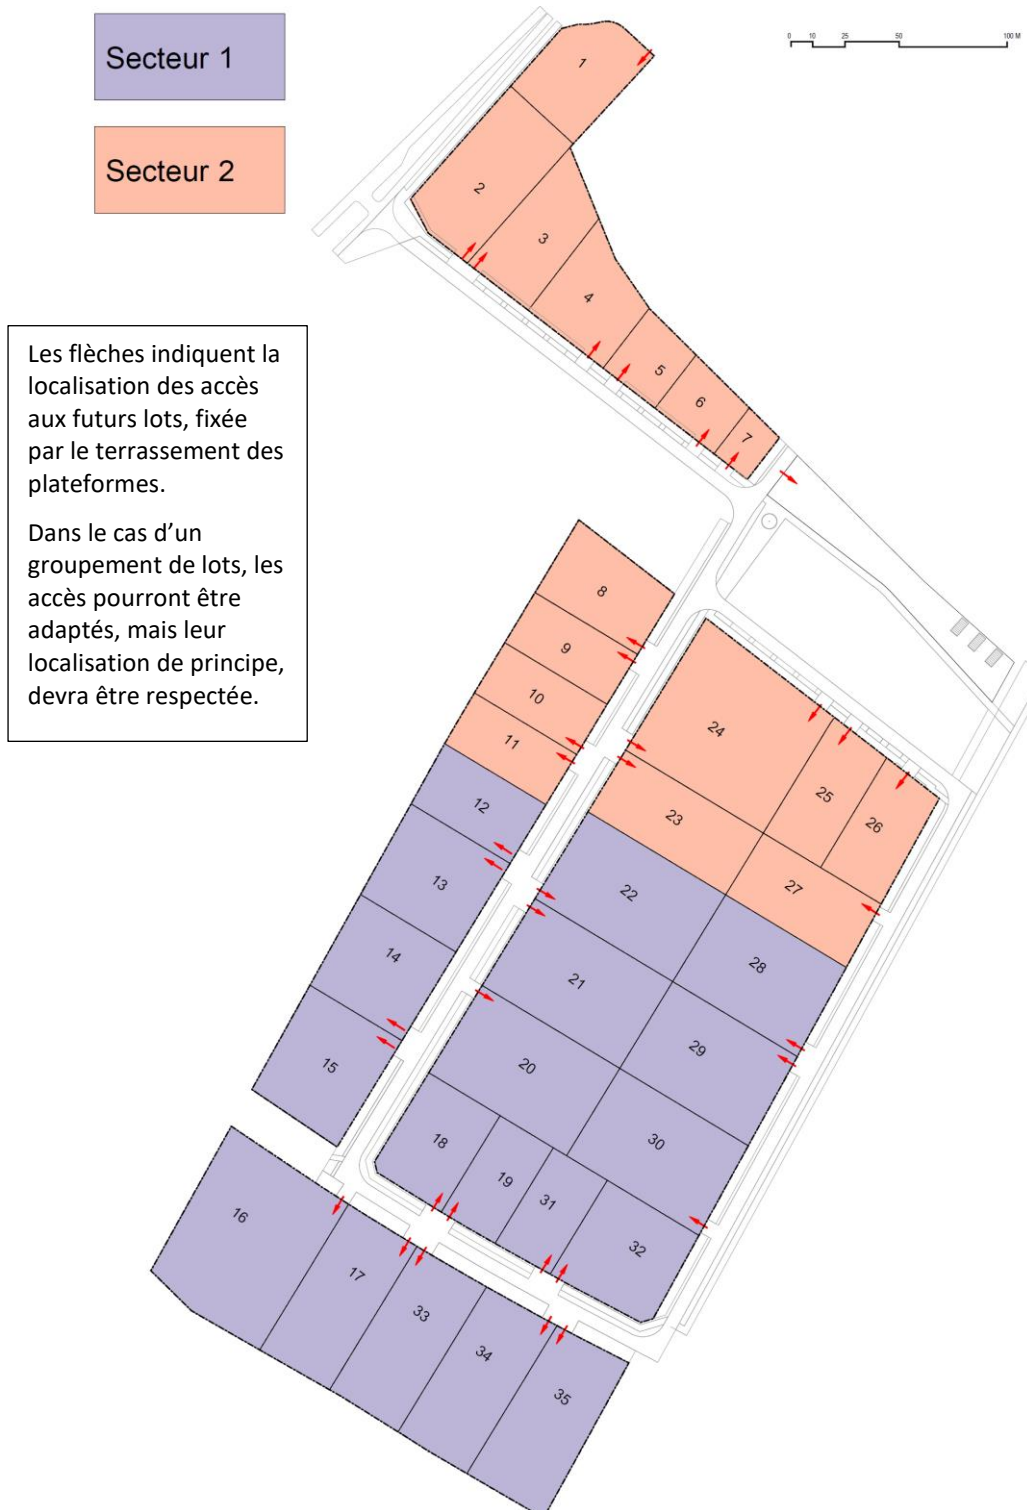 Secteur 1
Secteur 2
0 10 25 50 100 M
Les flèches indiquent la
localisation des accès
aux futurs lots, fixée
par le terrassement des
plateformes.
Dans le cas d’un
groupement de lots, les
accès pourront être
adaptés, mais leur
localisation de principe,
devra être respectée.
1
2
3
4
5
6
7
8
9
10
11
12
13
14
15
16
17
18
19
20
21
22
23
24
25
26
27
28
29
30
31
32
33
34
35